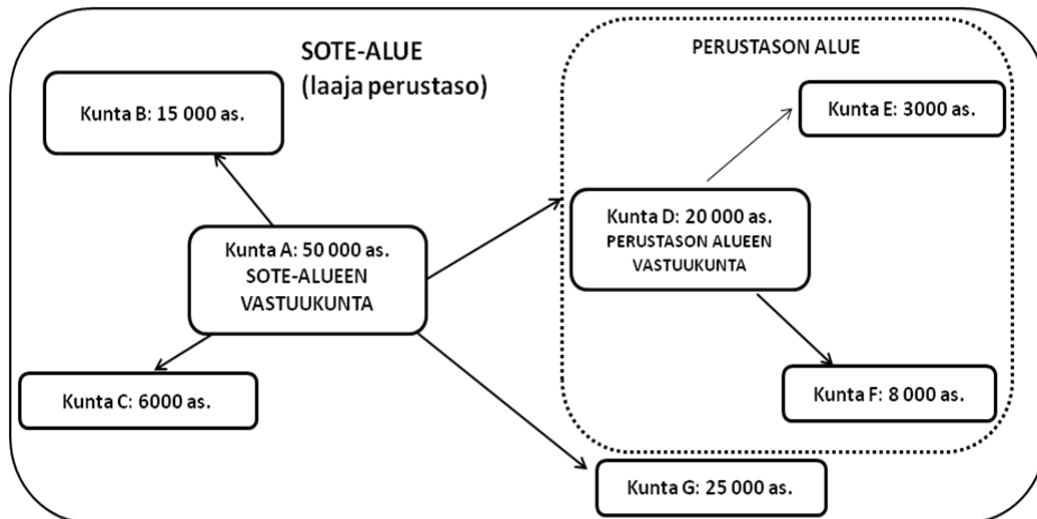 SOTE-ALUE
(laaja perustaso)
PERUSTASON ALUE
Kunta B: 15 000 as.
Kunta E: 3000 as.
Kunta A: 50 000 as.
SOTE-ALUEEN
VASTUUKUNTA
Kunta D: 20 000 as.
PERUSTASON ALUEEN
VASTUUKUNTA
Kunta C: 6000 as.
Kunta F: 8 000 as.
Kunta G: 25 000 as.